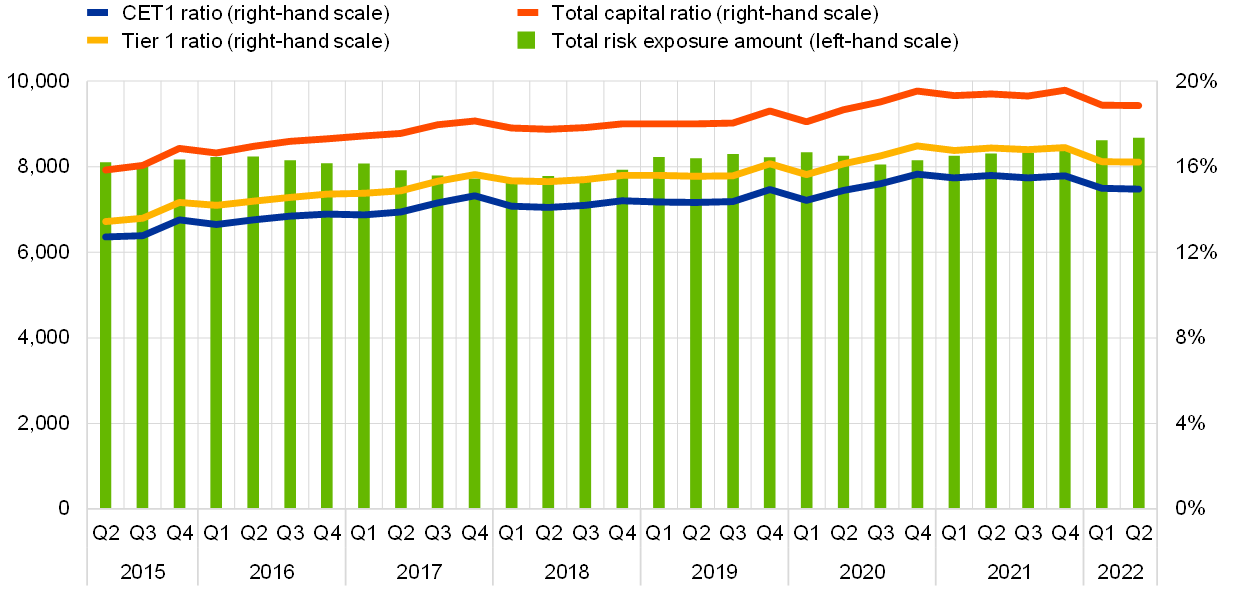 CET1 ratio (right-hand scale) Total capital ratio (right-hand scale)
Tier 1 ratio (right-hand scale) Total risk exposure amount (left-hand scale)
10,000 20%
8,000 16%
6,000 12%
4,000 8%
2,000 4%
0 0%
Q2 Q3 Q4 Q1 Q2 Q3 Q4 Q1 Q2 Q3 Q4 Q1 Q2 Q3 Q4 Q1 Q2 Q3 Q4 Q1 Q2 Q3 Q4 Q1 Q2 Q3 Q4 Q1 Q2
2015 2016 2017 2018 2019 2020 2021 2022